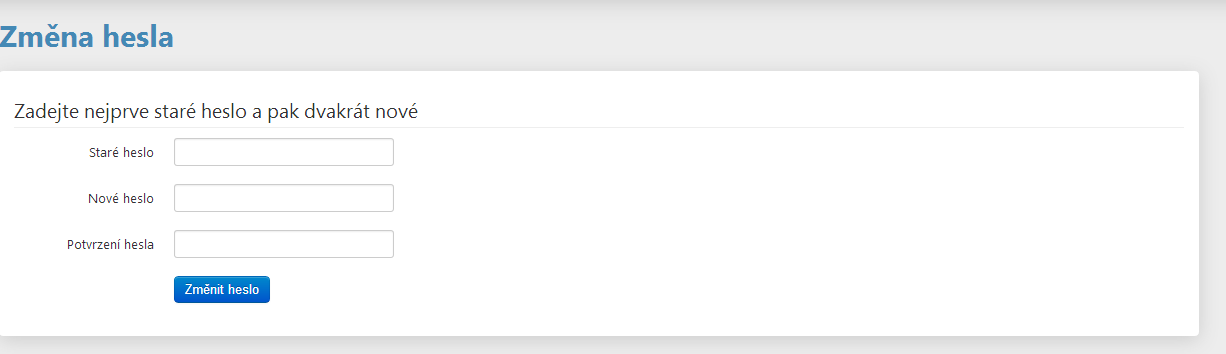 Změna hesla
Zadejte nejprve staré heslo a pak dvakrát nové
Staré heslo
Nové heslo
Potvrzení hesla
Změnit heslo